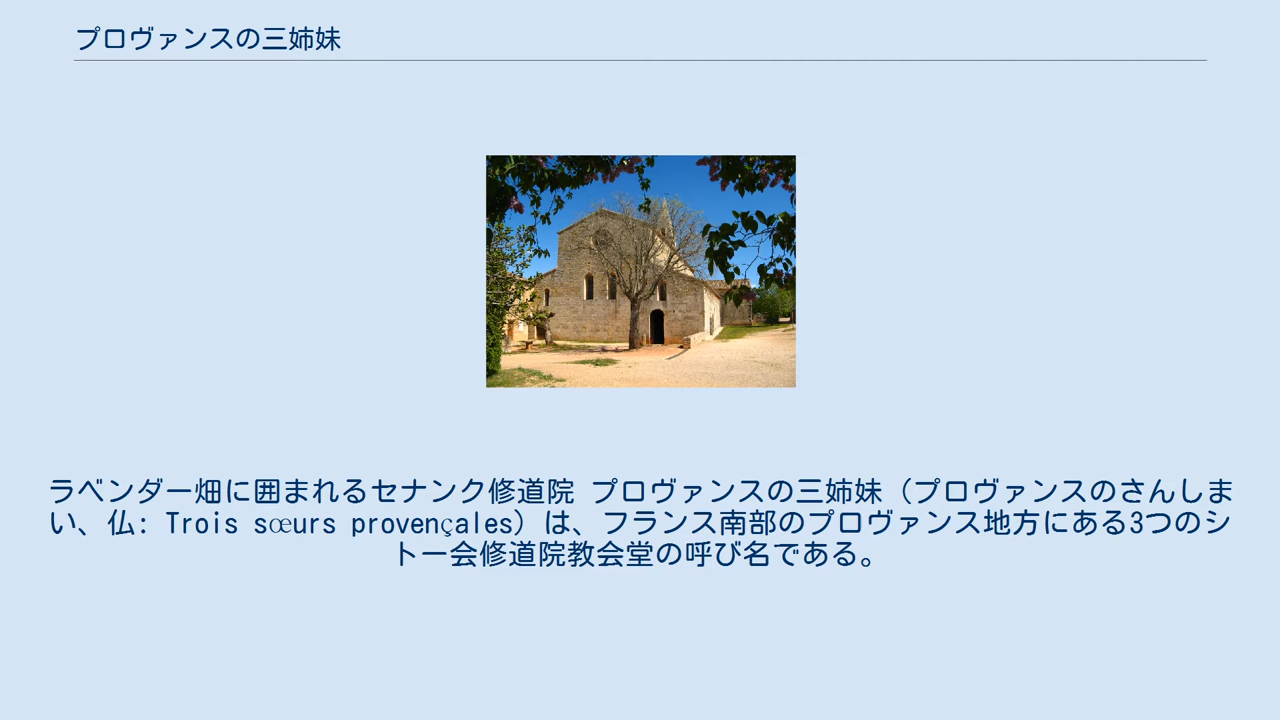 プロヴァンスの三姉妹
ラベンダー畑に囲まれるセナンク修道院 プロヴァンスの三姉妹（プロヴァンスのさんしま
い、仏: Trois sœurs provençales）は、フランス南部のプロヴァンス地方にある3つのシ
トー会修道院教会堂の呼び名である。